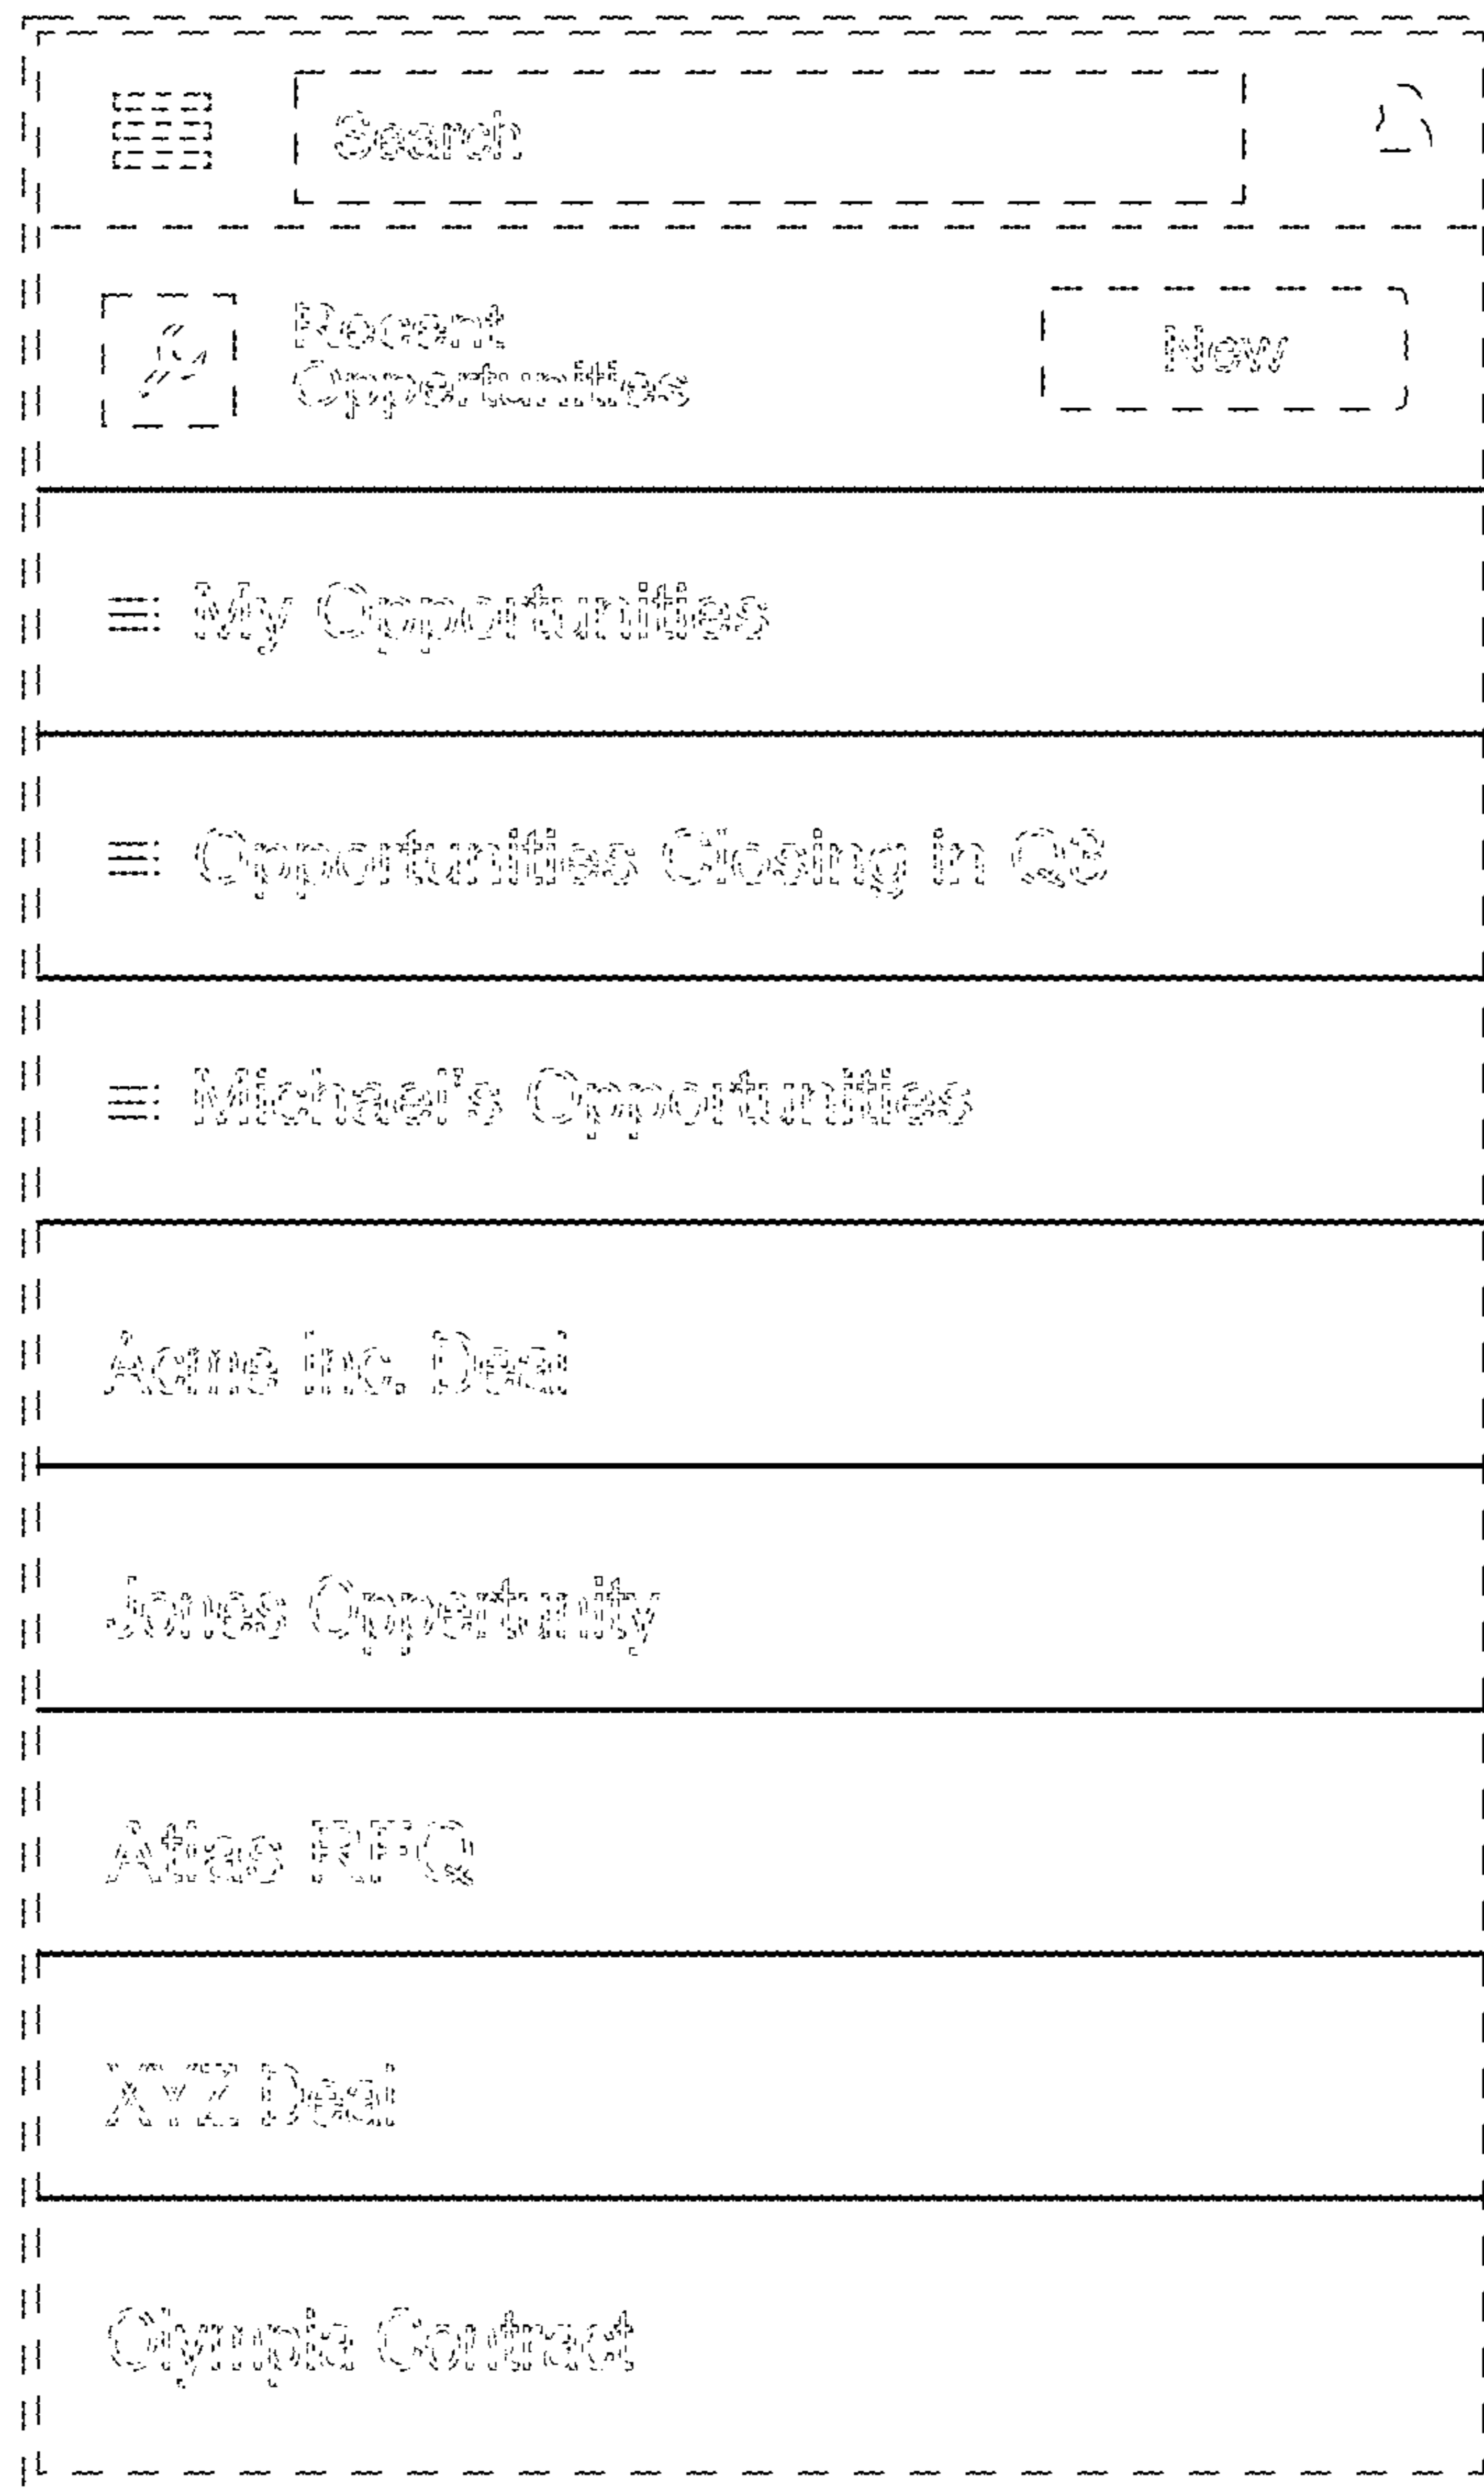 Search
Recent
Opportunities
New
My Opportunities
Opportunities Closing in Q3
Michael's Opportunities
Acme Inc. Deal
Jones Opportunity
Atlas RFQ
XYZ Deal
Olympia Contract